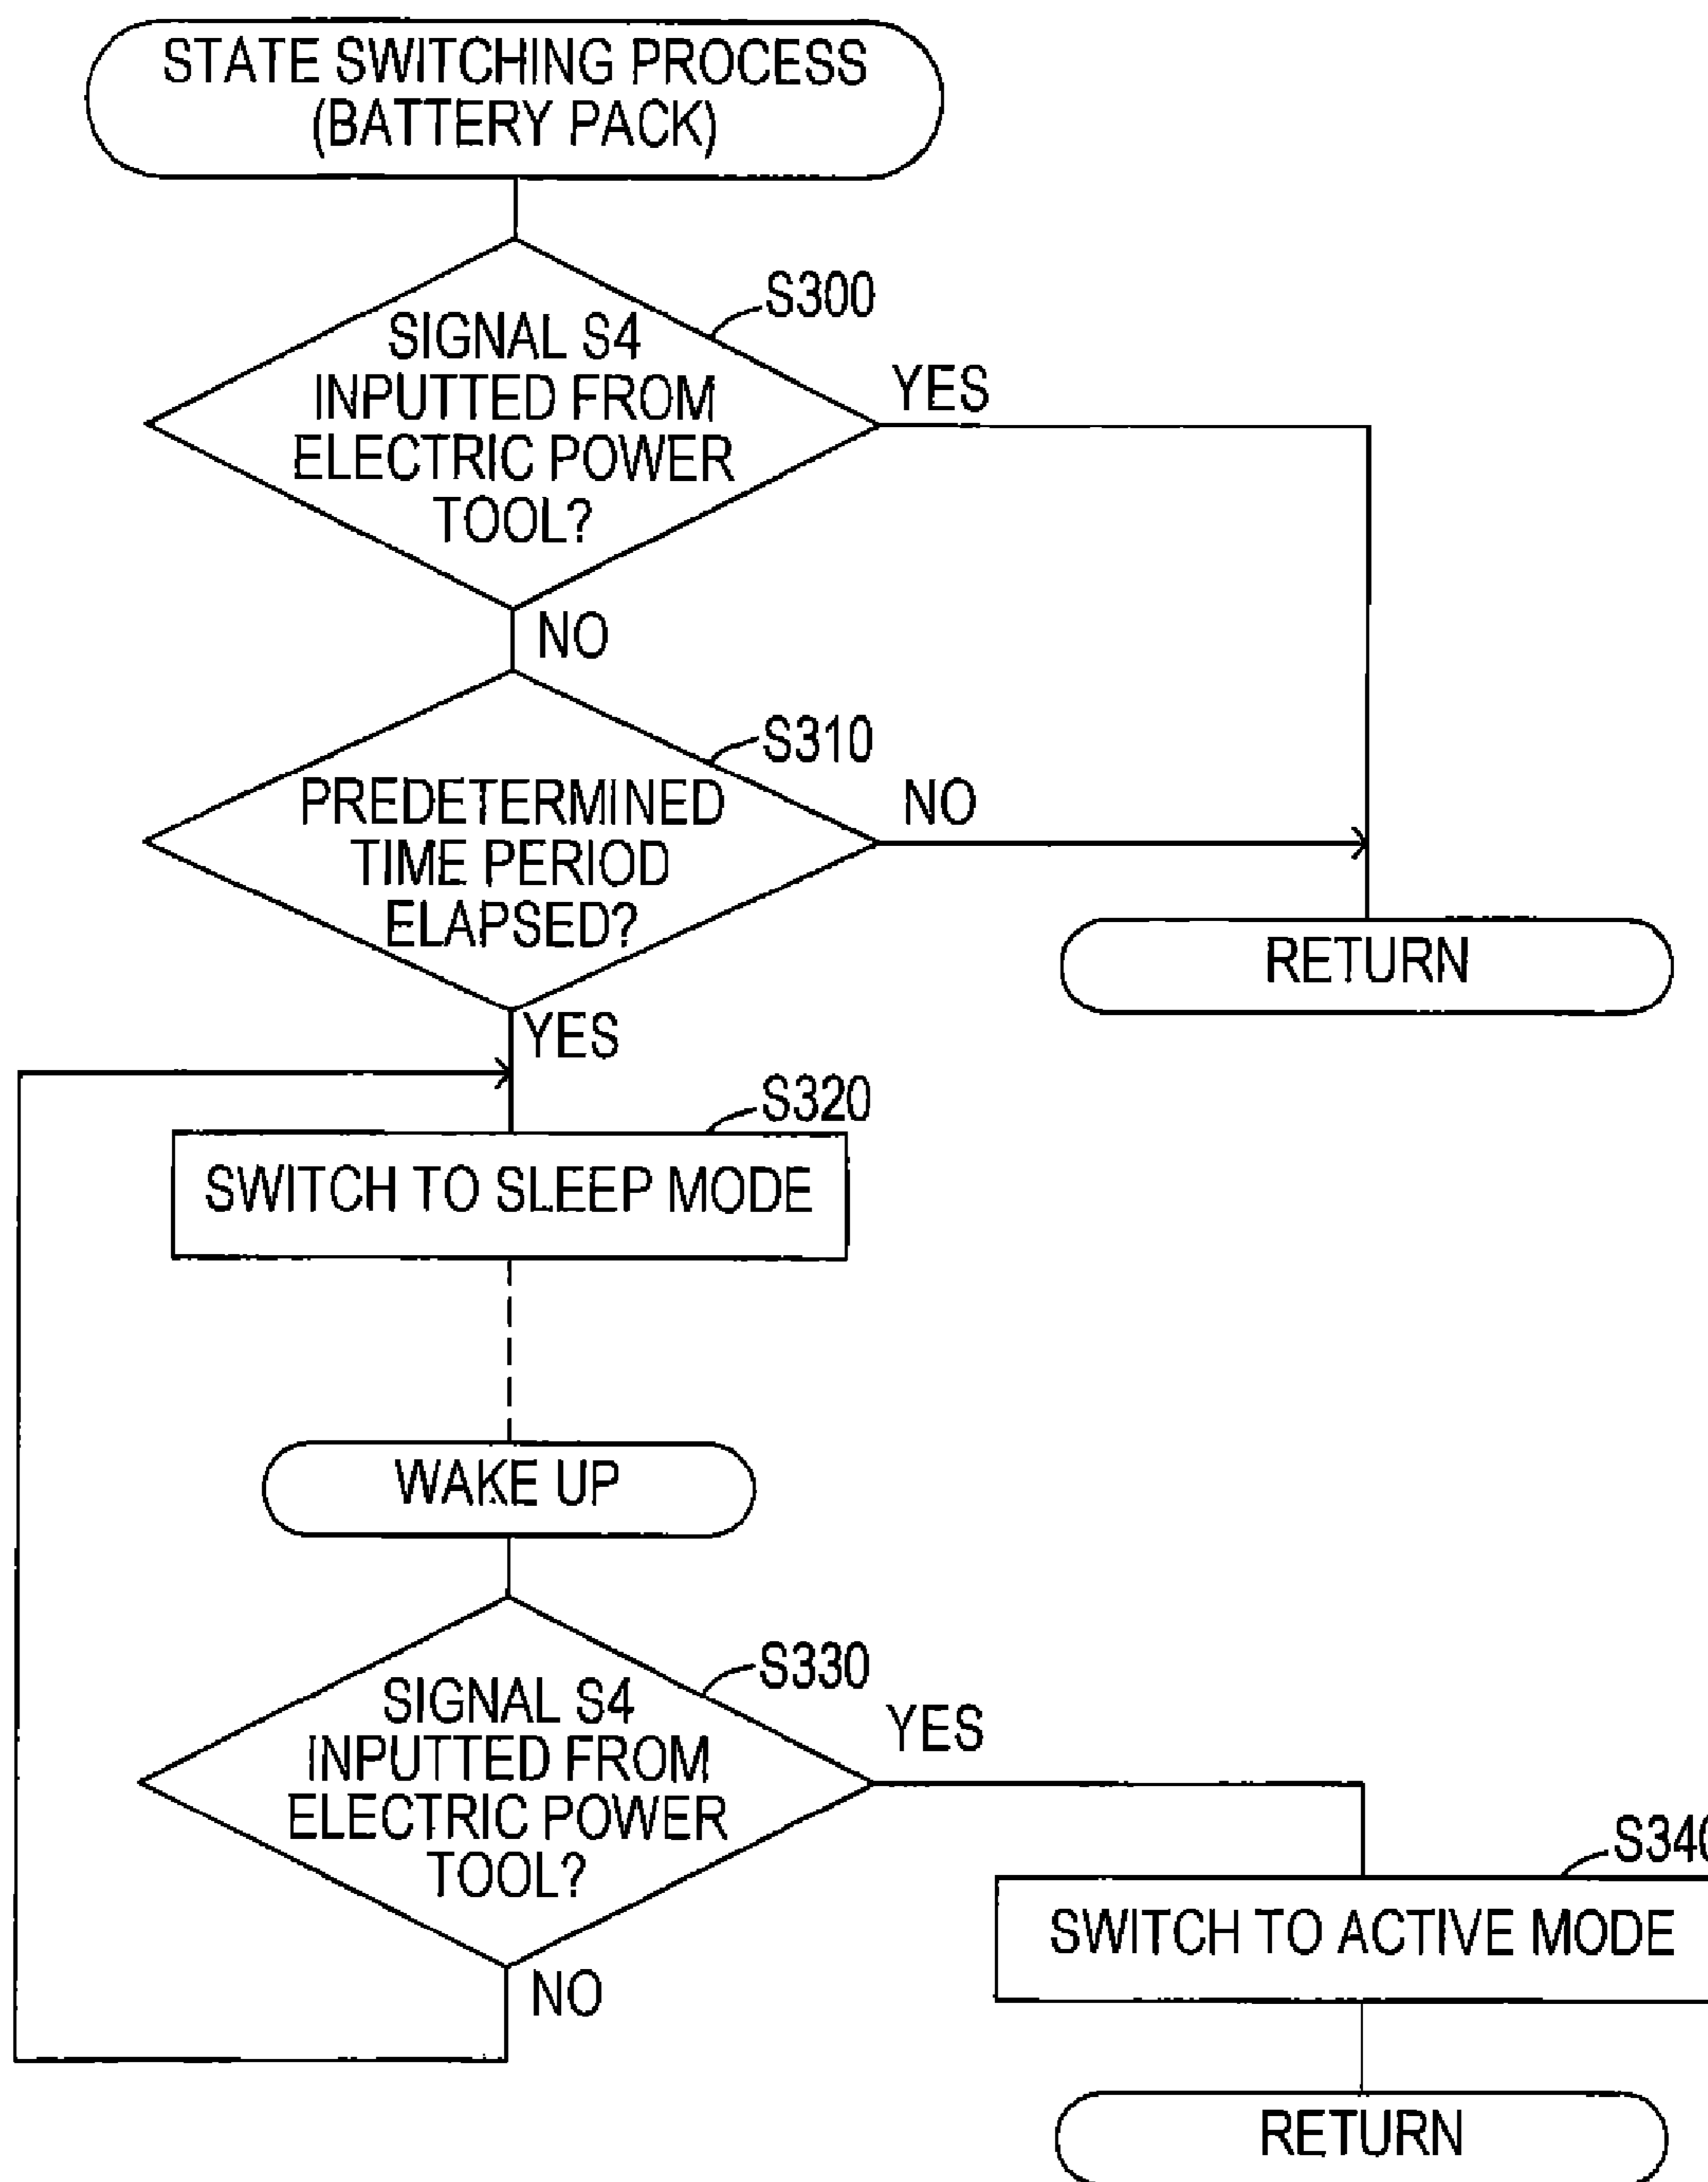 STATE SWITCHING PROCESS
(BATTERY PACK)
S300
SIGNAL S4
INPUTTED FROM
ELECTRIC POWER
TOOL?
YES
NO
S310
PREDETERMINED
TIME PERIOD
ELAPSED?
NO
RETURN
YES
S320
SWITCH TO SLEEP MODE
WAKE UP
S330
SIGNAL S4
INPUTTED FROM
ELECTRIC POWER
TOOL?
YES
S340
SWITCH TO ACTIVE MODE
NO
RETURN